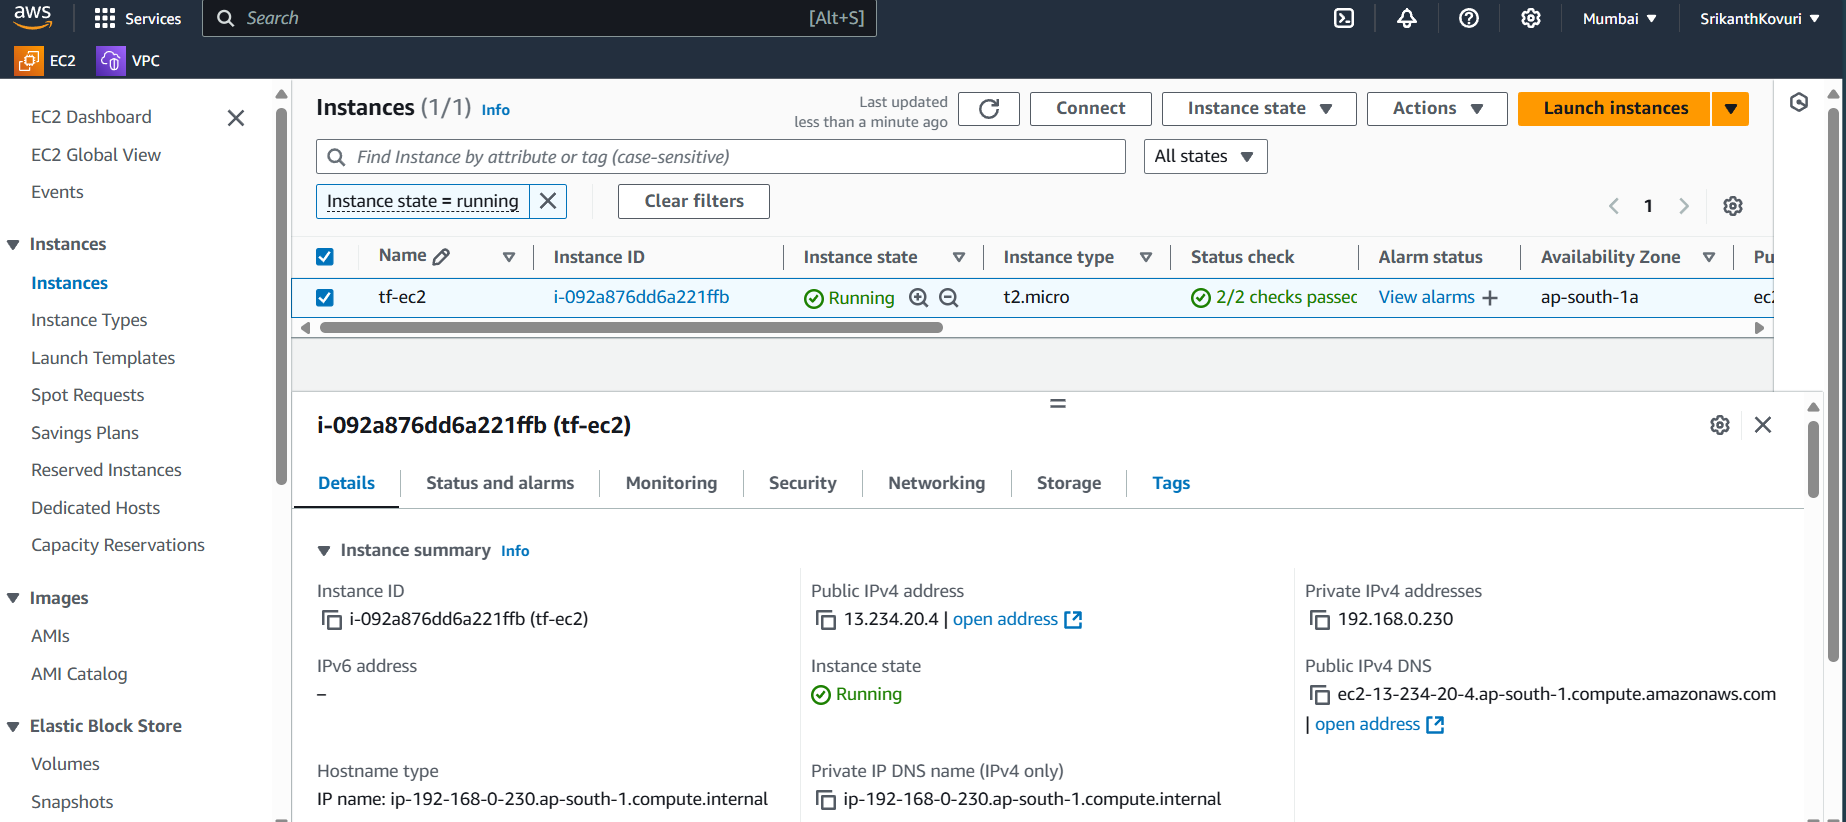 aws
Services
Search
[Alt+S]
Mumbai
SrikanthKovuri
EC2
VPC
EC2 Dashboard
EC2 Global View
Events
Instances
Instances
Instance Types
Launch Templates
Spot Requests
Savings Plans
Reserved Instances
Dedicated Hosts
Capacity Reservations
Images
AMIs
AMI Catalog
Elastic Block Store
Volumes
Snapshots
Instances (1/1) Info
Last updated
less than a minute ago
Connect
Instance state
Actions
Launch instances
Find Instance by attribute or tag (case-sensitive)
All states
Instance state = running
Clear filters
1
Name Instance ID Instance state Instance type Status check Alarm status Availability Zone Pu
tf-ec2 i-092a876dd6a221ffb Running t2.micro 2/2 checks passec View alarms + ap-south-1a ec2
i-092a876dd6a221ffb (tf-ec2)
Details Status and alarms Monitoring Security Networking Storage Tags
Instance summary Info
Instance ID
i-092a876dd6a221ffb (tf-ec2)
Public IPv4 address
13.234.20.4 | open address
Private IPv4 addresses
192.168.0.230
IPv6 address
–
Instance state
Running
Public IPv4 DNS
ec2-13-234-20-4.ap-south-1.compute.amazonaws.com
| open address
Hostname type
IP name: ip-192-168-0-230.ap-south-1.compute.internal
Private IP DNS name (IPv4 only)
ip-192-168-0-230.ap-south-1.compute.internal